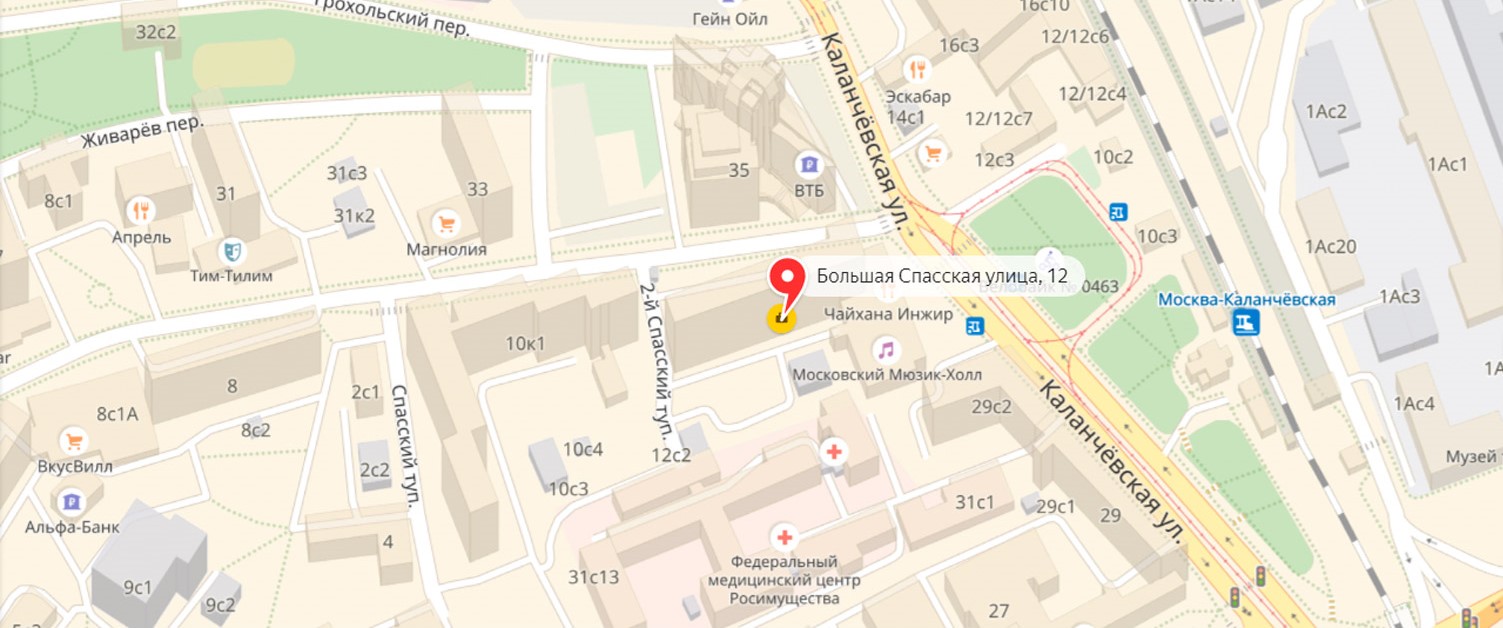 Грохольский пер.
Гейн Ойл
16с10
32с2
Каланчёвская ул.
16с3
12/12с6
Эскабар
14с1
12/12с4
1Ас2
12/12с7
Живарёв пер.
35
ВТБ
12с3
10с2
1Ас1
31с3
33
31
8с1
31к2
Апрель
Магнолия
10с3
1Ас20
Тим-Тилим
Большая Спасская улица, 12
0463
2-й Спасский туп.
Москва-Каланчёвская
1Ас3
Чайхана Инжир
10к1
Московский Мюзик-Холл
8
2с1
Каланчёвская ул.
8с1А
Спасский туп.
29с2
1Ас4
8с2
10с4
12с2
ВкусВилл
2с2
Музей
10с3
31с1
29с1
29
Альфа-Банк
4
Федеральный
медицинский центр
Росимущества
31с13
9с1
9с2
27